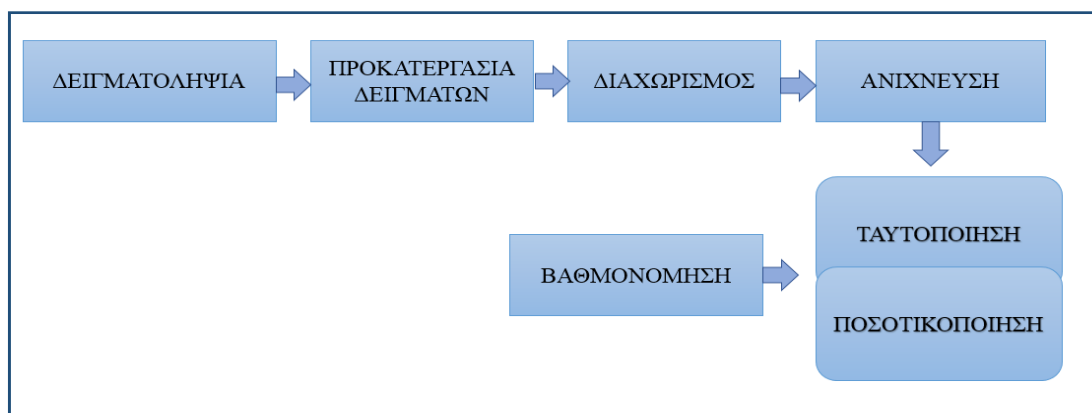 ΔΕΙΓΜΑΤΟΛΗΨΙΑ
ΠΡΟΚΑΤΕΡΓΑΣΙΑ
ΔΕΙΓΜΑΤΩΝ
ΔΙΑΧΩΡΙΣΜΟΣ
ΑΝΙΧΝΕΥΣΗ
ΤΑΥΤΟΠΟΙΗΣΗ
ΒΑΘΜΟΝΟΜΗΣΗ
ΠΟΣΟΤΙΚΟΠΟΙΗΣΗ